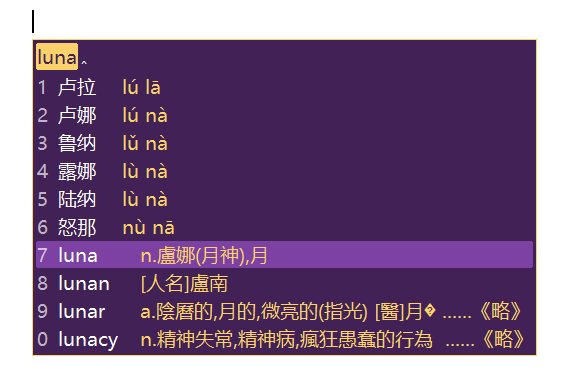 luna‸
1 卢拉 lú lā
2 卢娜 lú nà
3 鲁纳 lǔ nà
4 露娜 lù nà
5 陆纳 lù nà
6 怒那 nù nā
7 luna n.盧娜(月神),月
8 lunan [人名]盧南
9 lunar a.陰曆的,月的,微亮的(指光) [醫]月� ……《略》
0 lunacy n.精神失常,精神病,瘋狂愚蠢的行為 ……《略》